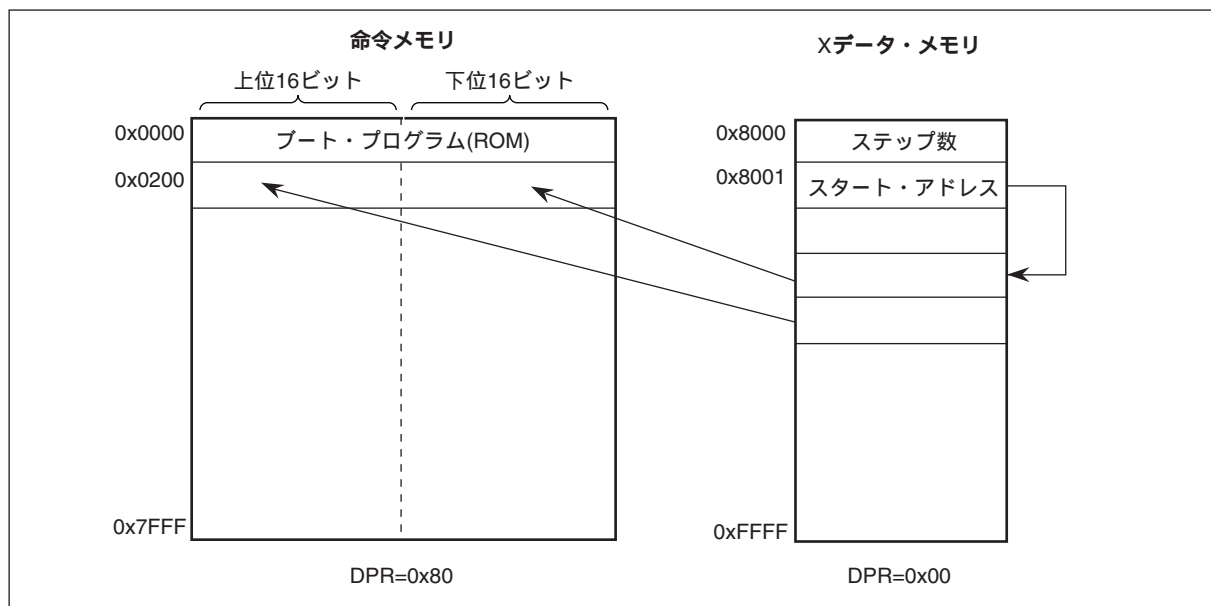 命令メモリ
上位16ビット
下位16ビット
0x0000
ブート・プログラム(ROM)
0x0200
0x7FFF
DPR=0x80
Xデータ・メモリ
0x8000
ステップ数
0x8001
スタート・アドレス
0xFFFF
DPR=0x00